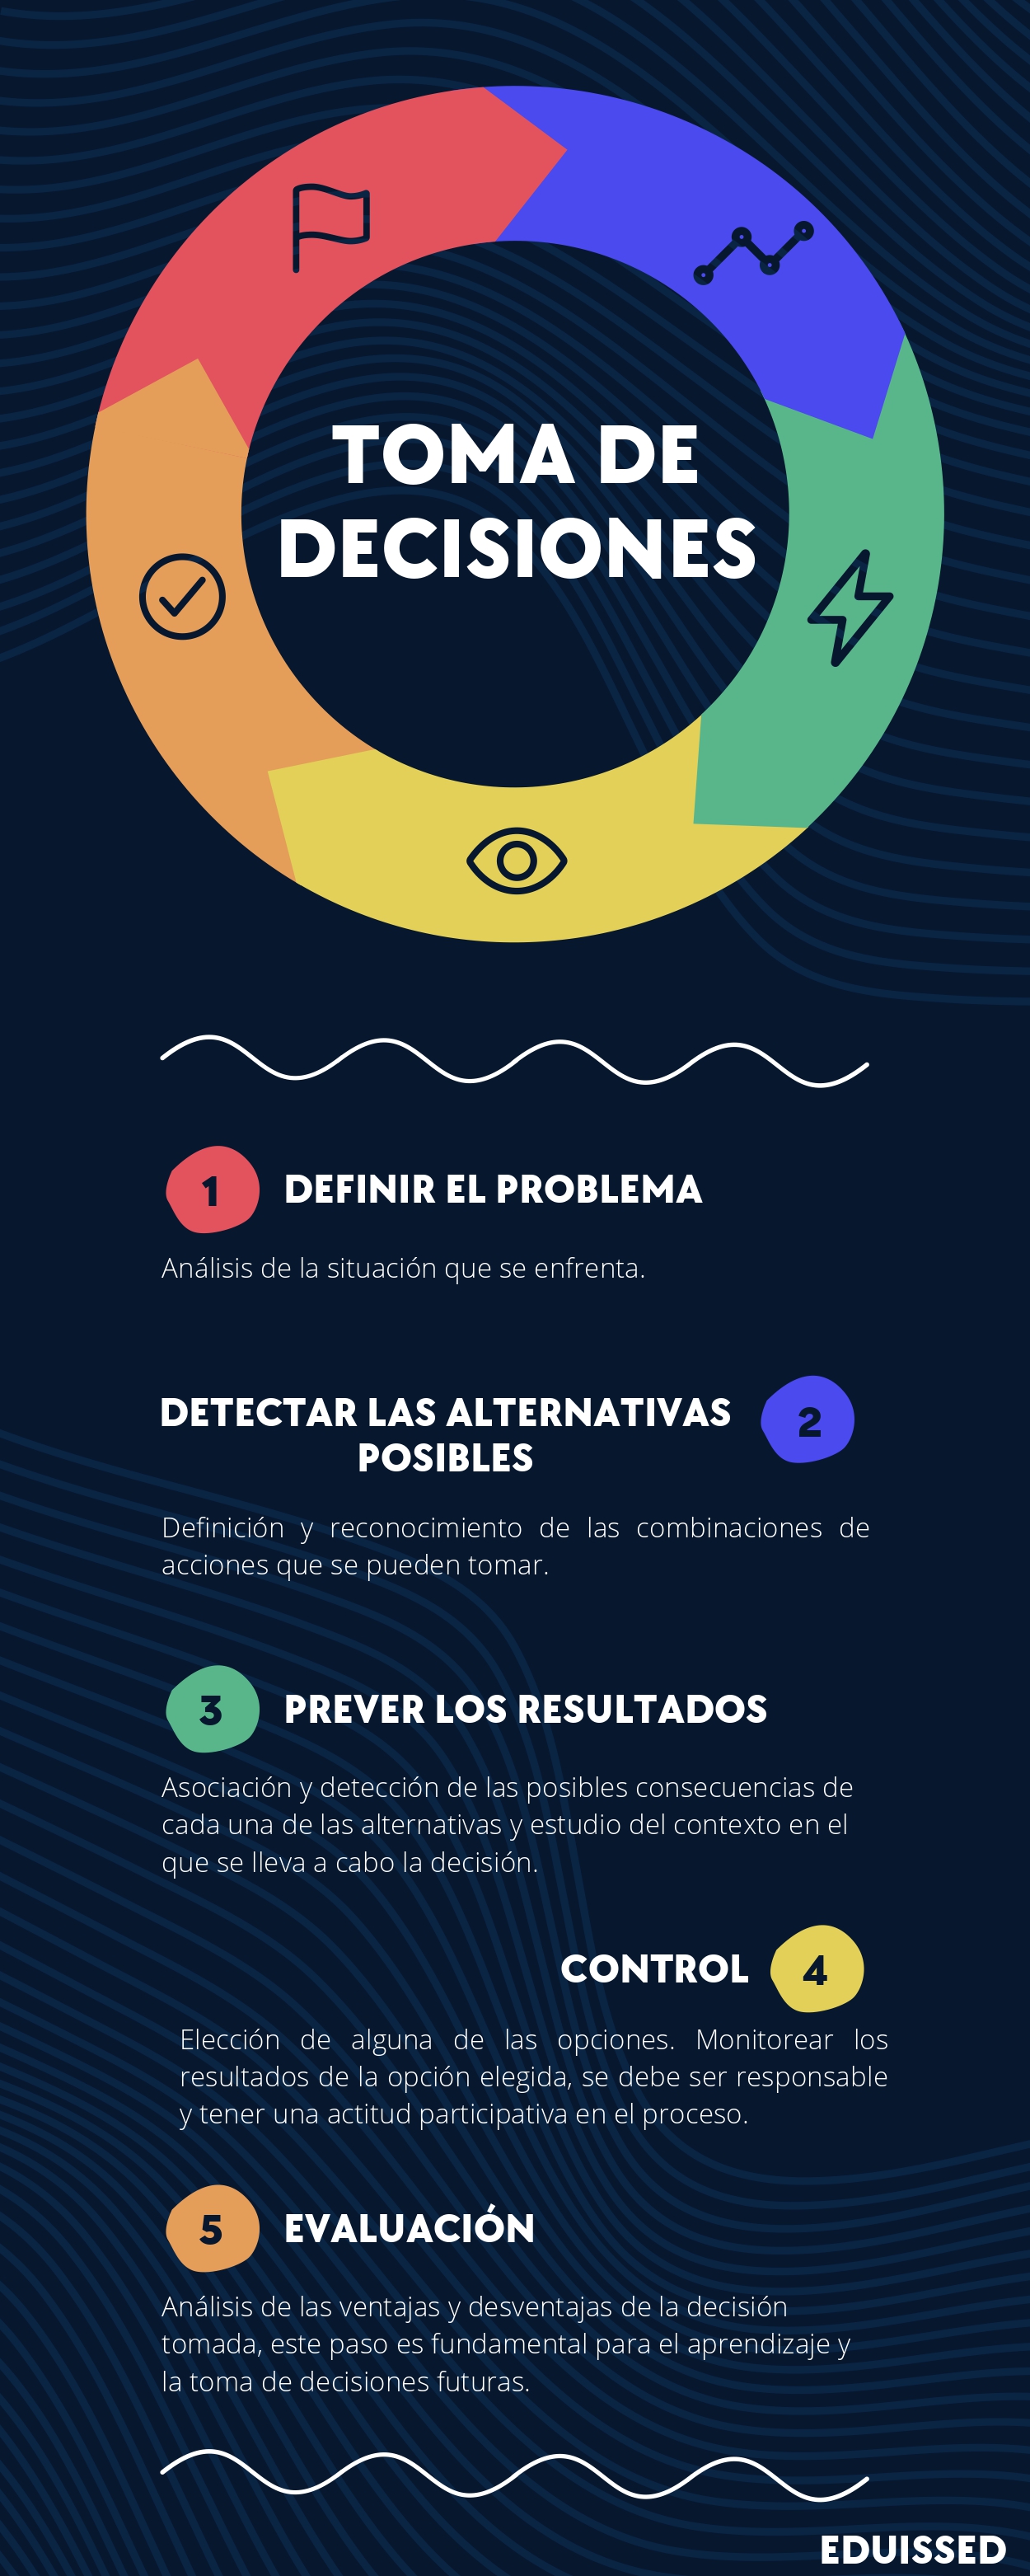 TOMA DE
DECISIONES
1
DEFINIR EL PROBLEMA
Análisis de la situación que se enfrenta.
DETECTAR LAS ALTERNATIVAS
POSIBLES
2
Definición y reconocimiento de las combinaciones de
acciones que se pueden tomar.
3
PREVER LOS RESULTADOS
Asociación y detección de las posibles consecuencias de
cada una de las alternativas y estudio del contexto en el
que se lleva a cabo la decisión.
CONTROL
4
Elección de alguna de las opciones. Monitorear los
resultados de la opción elegida, se debe ser responsable
y tener una actitud participativa en el proceso.
5
EVALUACIÓN
Análisis de las ventajas y desventajas de la decisión
tomada, este paso es fundamental para el aprendizaje y
la toma de decisiones futuras.
EDUISSED